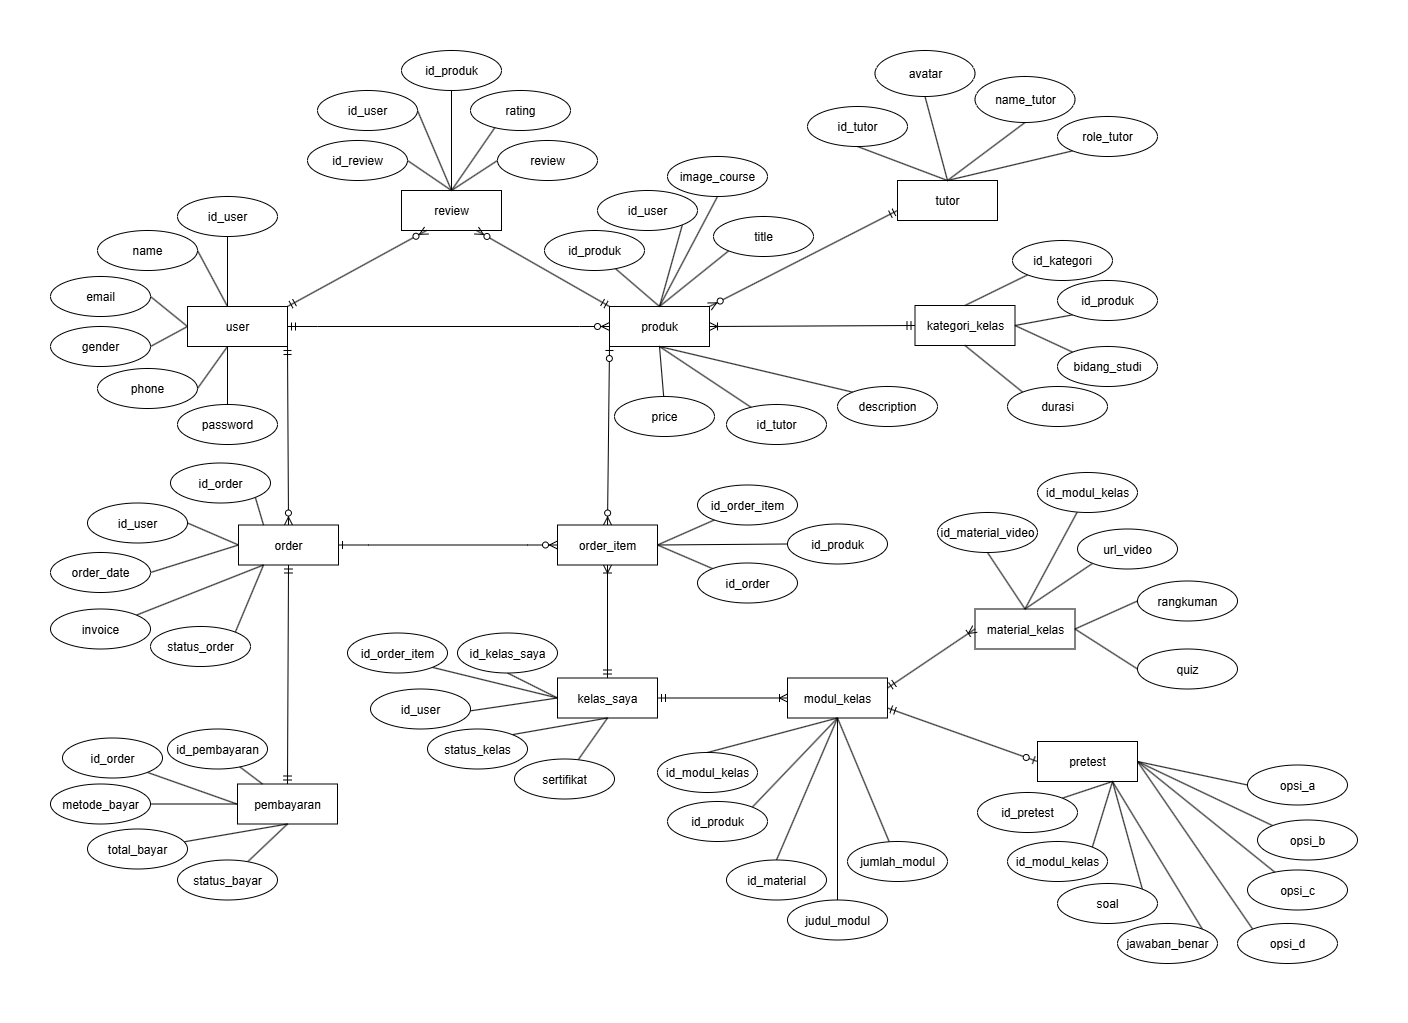 id_produk
id_user
rating
id_review
review
review
avatar
name_tutor
id_tutor
role_tutor
tutor
image_course
id_user
title
id_produk
produk
price
id_tutor
description
id_user
name
email
gender
phone
password
user
id_kategori
id_produk
kategori_kelas
bidang_studi
durasi
id_order
id_user
order_date
invoice
status_order
order
id_order_item
id_produk
id_order
order_item
id_modul_kelas
id_material_video
url_video
rangkuman
material_kelas
quiz
id_order_item
id_kelas_saya
id_user
status_kelas
sertifikat
kelas_saya
modul_kelas
id_modul_kelas
id_produk
id_material
judul_modul
jumlah_modul
id_order
id_pembayaran
metode_bayar
pembayaran
total_bayar
status_bayar
pretest
id_pretest
id_modul_kelas
soal
jawaban_benar
opsi_a
opsi_b
opsi_c
opsi_d